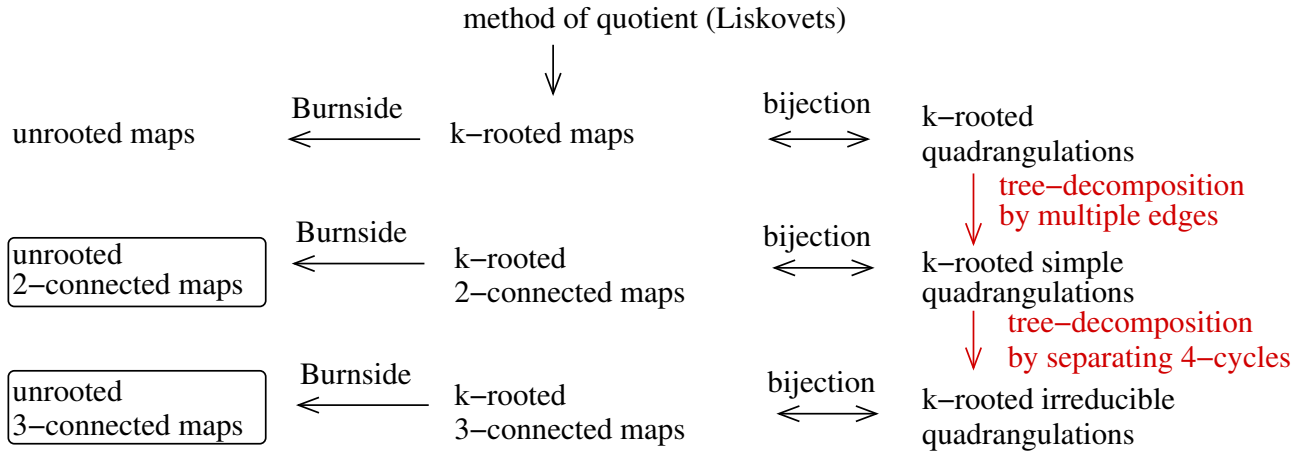 method of quotient (Liskovets)
Burnside
bijection
unrooted maps
k−rooted maps
k−rooted
quadrangulations
tree−decomposition
by multiple edges
unrooted
2−connected maps
Burnside
k−rooted
2−connected maps
bijection
k−rooted simple
quadrangulations
tree−decomposition
by separating 4−cycles
unrooted
3−connected maps
Burnside
k−rooted
3−connected maps
bijection
k−rooted irreducible
quadrangulations